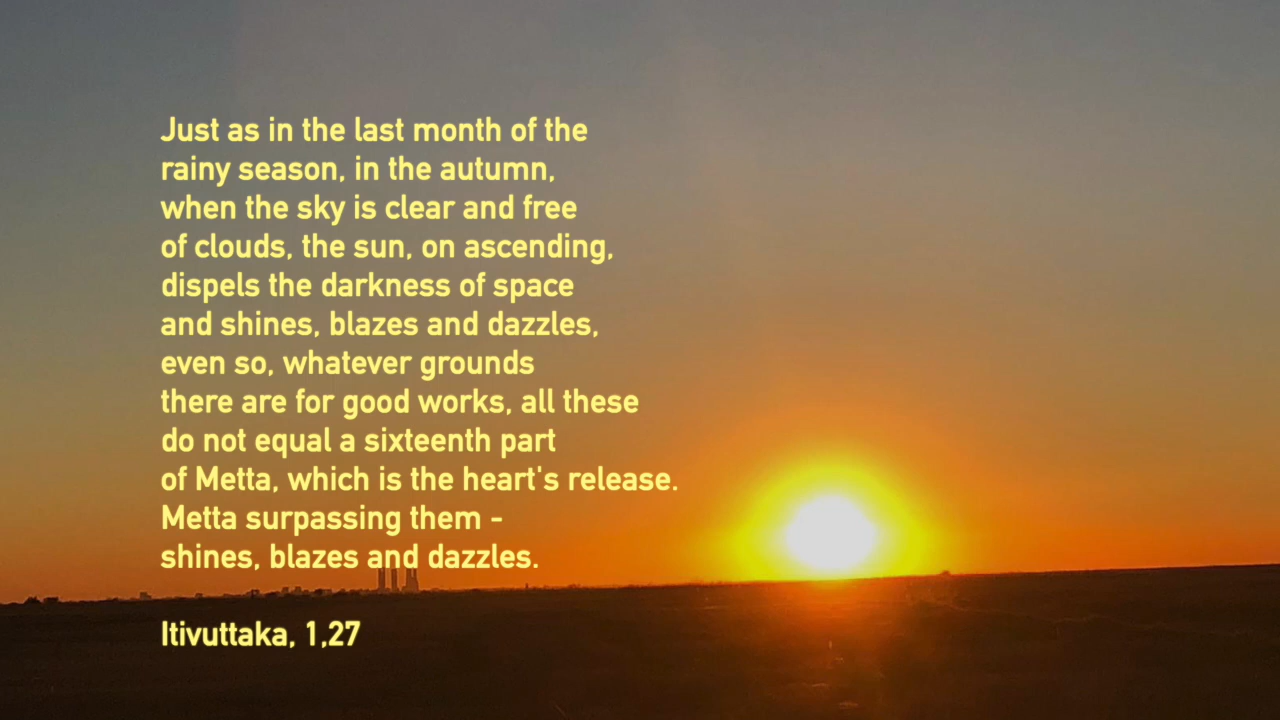 Just as in the last month of the
rainy season, in the autumn,
when the sky is clear and free
of clouds, the sun, on ascending,
dispels the darkness of space
and shines, blazes and dazzles,
even so, whatever grounds
there are for good works, all these
do not equal a sixteenth part
of Metta, which is the heart's release.
Metta surpassing them -
shines, blazes and dazzles.
Itivuttaka, 1,27